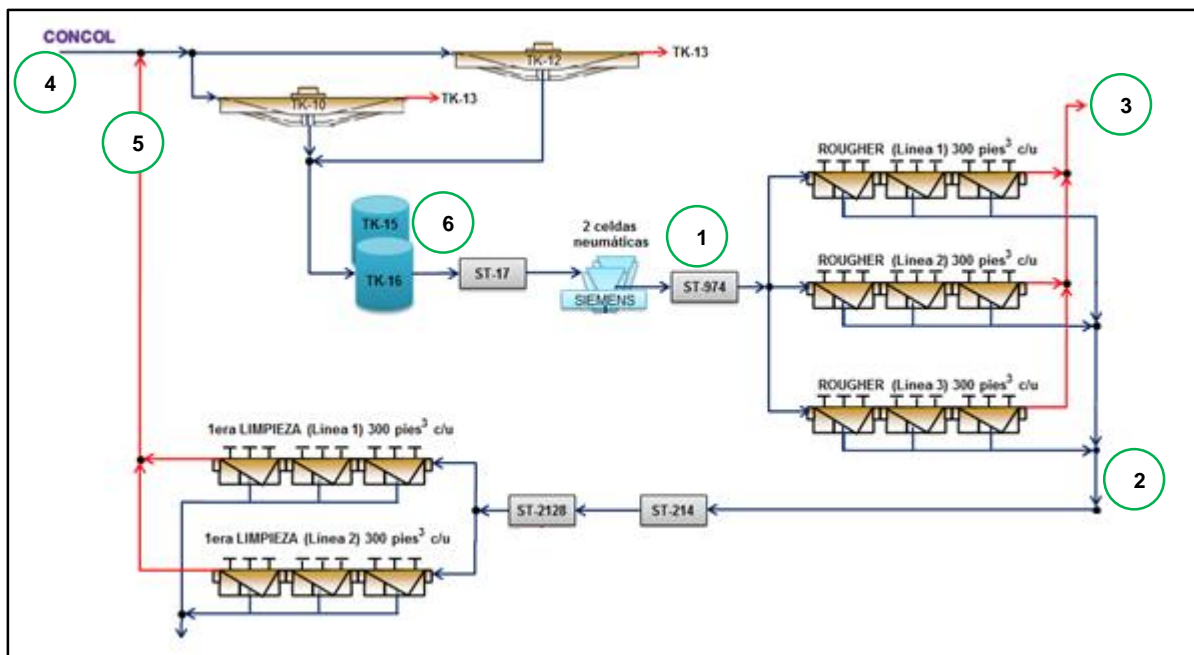 CONCOL
4
TK-12
TK-13
TK-10
TK-13
5
3
ROUGHER (Linea 1) 300 pies³ c/u
TK-15
6
TK-16
ST-17
2 celdas
neumáticas
SIEMENS
1
ST-974
ROUGHER (Linea 2) 300 pies³ c/u
ROUGHER (Linea 3) 300 pies³ c/u
1era LIMPIEZA (Línea 1) 300 pies³ c/u
2
ST-2128
ST-214
1era LIMPIEZA (Línea 2) 300 pies³ c/u